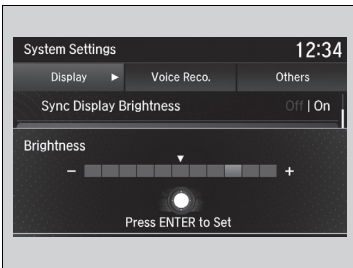 System Settings 12:34
Display ► Voice Reco. Others
Sync Display Brightness Off | On
Brightness
– +
Press ENTER to Set